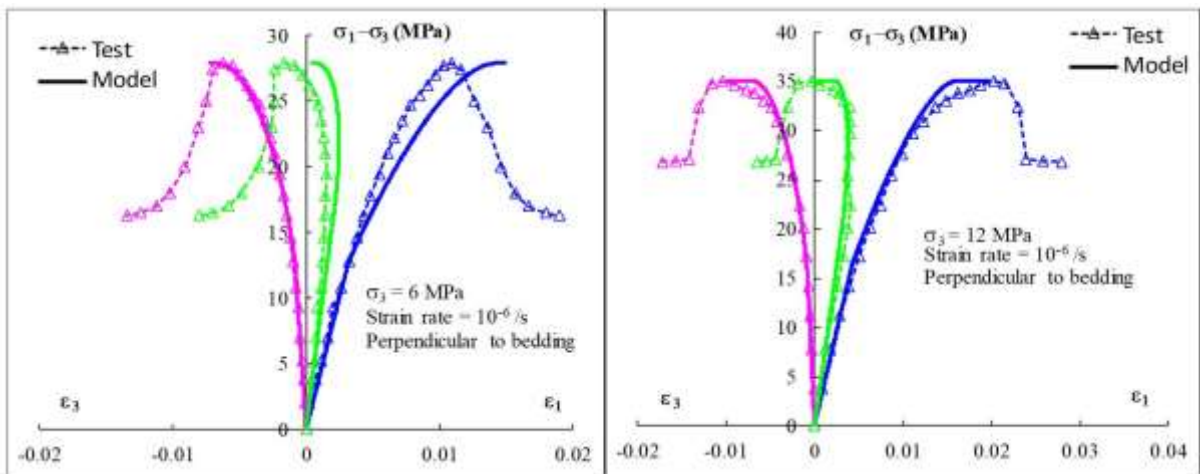 σ₁–σ₃ (MPa)
Test
Model
30
25
20
15
10
5
0
σ₃ = 6 MPa
Strain rate = 10⁻⁶ /s
Perpendicular to bedding
ε₃
ε₁
-0.02
-0.01
0
0.01
0.02
σ₁–σ₃ (MPa)
Test
Model
40
35
30
25
20
15
10
5
0
σ₃ = 12 MPa
Strain rate = 10⁻⁶ /s
Perpendicular to bedding
ε₃
ε₁
-0.02
-0.01
0
0.01
0.02
0.03
0.04